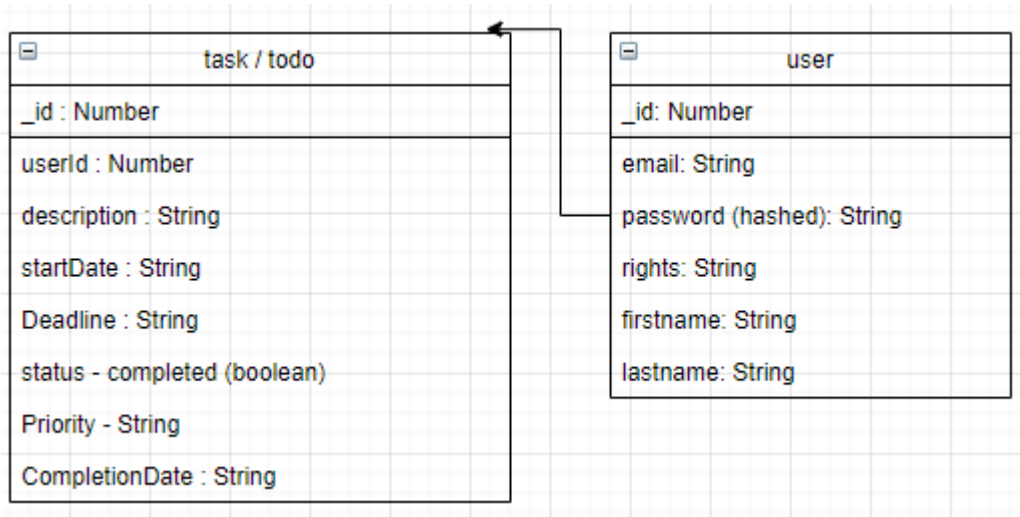 task / todo
_id : Number
userId : Number
description : String
startDate : String
Deadline : String
status - completed (boolean)
Priority - String
CompletionDate : String
user
_id: Number
email: String
password (hashed): String
rights: String
firstname: String
lastname: String